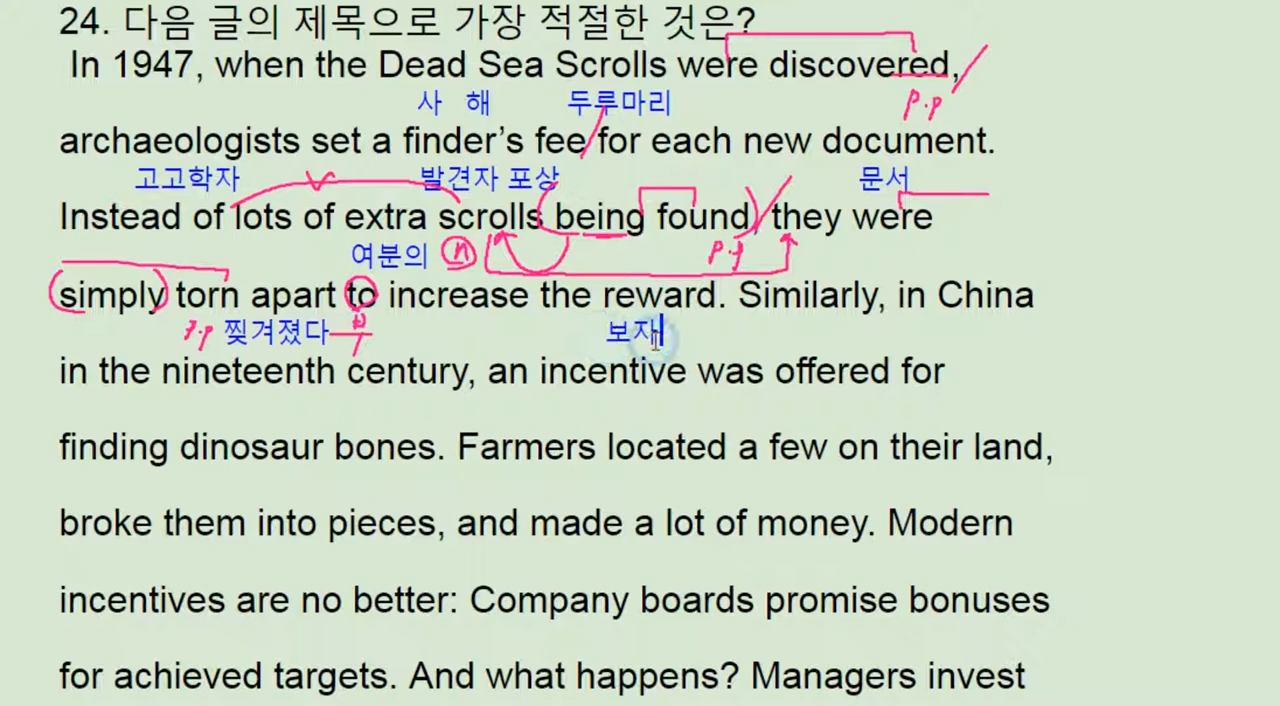 24. 다음 글의 제목으로 가장 적절한 것은?
In 1947, when the Dead Sea Scrolls were discovered,
사 해 두루마리 p.p
archaeologists set a finder's fee for each new document.
고고학자 발견자 포상 문서
Instead of lots of extra scrolls being found, they were
여분의 n p.p
simply torn apart to increase the reward. Similarly, in China
p.p 찢겨졌다
in the nineteenth century, an incentive was offered for
finding dinosaur bones. Farmers located a few on their land,
broke them into pieces, and made a lot of money. Modern
incentives are no better: Company boards promise bonuses
for achieved targets. And what happens? Managers invest